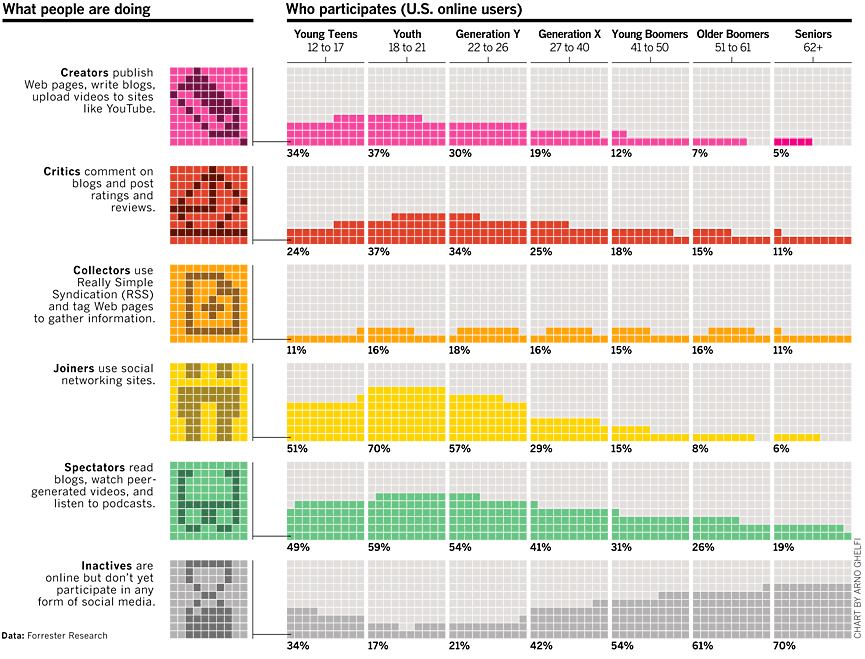 What people are doing
Who participates (U.S. online users)
Young Teens
12 to 17
Youth
18 to 21
Generation Y
22 to 26
Generation X
27 to 40
Young Boomers
41 to 50
Older Boomers
51 to 61
Seniors
62+
Creators publish
Web pages, write blogs,
upload videos to sites
like YouTube.
34%
37%
30%
19%
12%
7%
5%
Critics comment on
blogs and post
ratings and
reviews.
24%
37%
34%
25%
18%
15%
11%
Collectors use
Really Simple
Syndication (RSS)
and tag Web pages
to gather information.
11%
16%
18%
16%
15%
16%
11%
Joiners use social
networking sites.
51%
70%
57%
29%
15%
8%
6%
Spectators read
blogs, watch peer-
generated videos, and
listen to podcasts.
49%
59%
54%
41%
31%
26%
19%
Inactives are
online but don't yet
participate in any
form of social media.
34%
17%
21%
42%
54%
61%
70%
Data: Forrester Research
CHART BY ARNO GHELFI